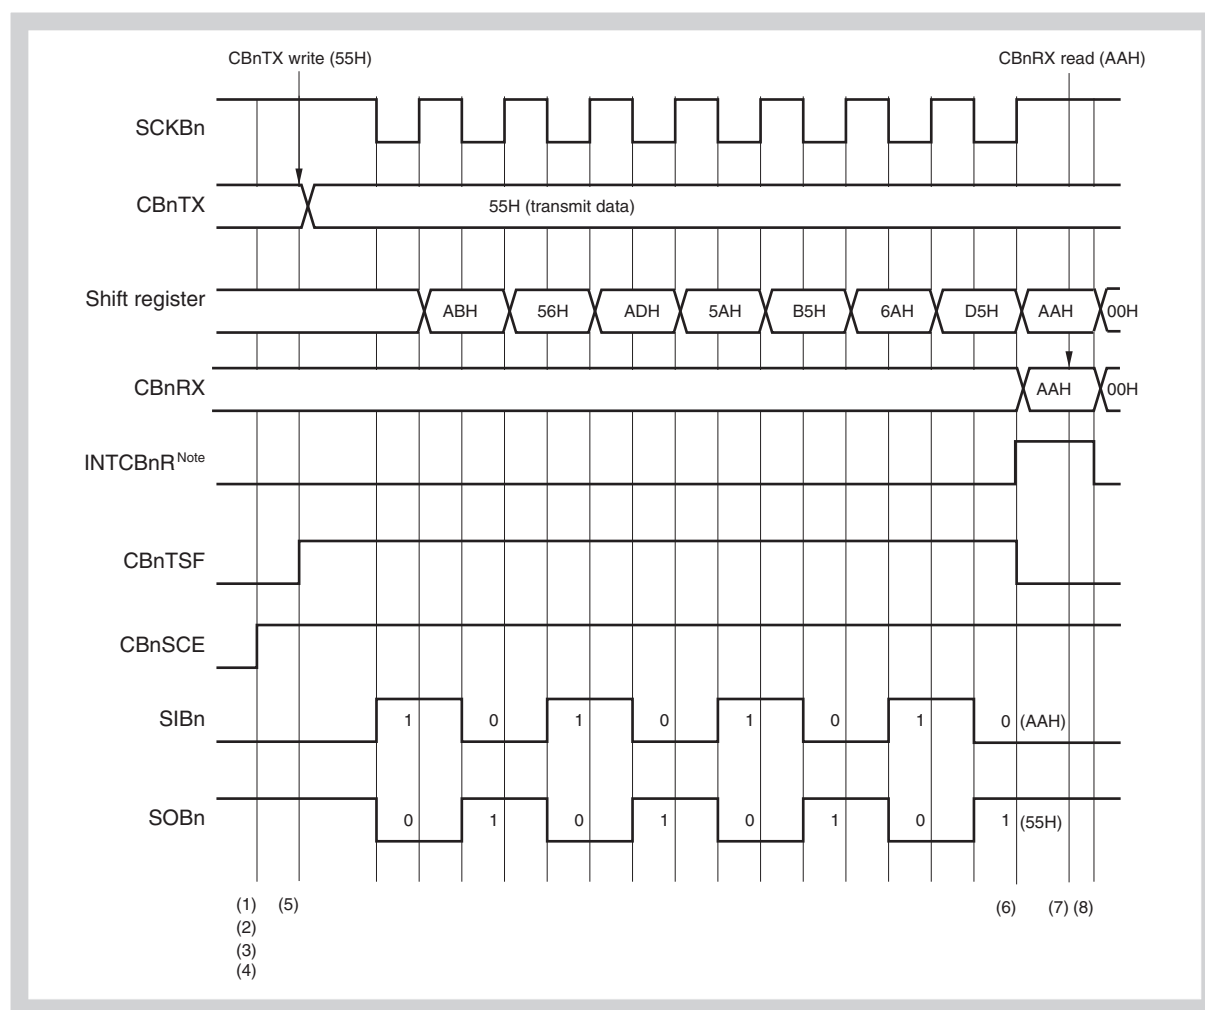 CBnTX write (55H)
CBnRX read (AAH)
SCKBn
CBnTX
55H (transmit data)
Shift register
ABH
56H
ADH
5AH
B5H
6AH
D5H
AAH
00H
CBnRX
AAH
00H
INTCBnR Note
CBnTSF
CBnSCE
SIBn
1
0
1
0
1
0
1
0 (AAH)
SOBn
0
1
0
1
0
1
0
1 (55H)
(1)
(5)
(6)
(7) (8)
(2)
(3)
(4)